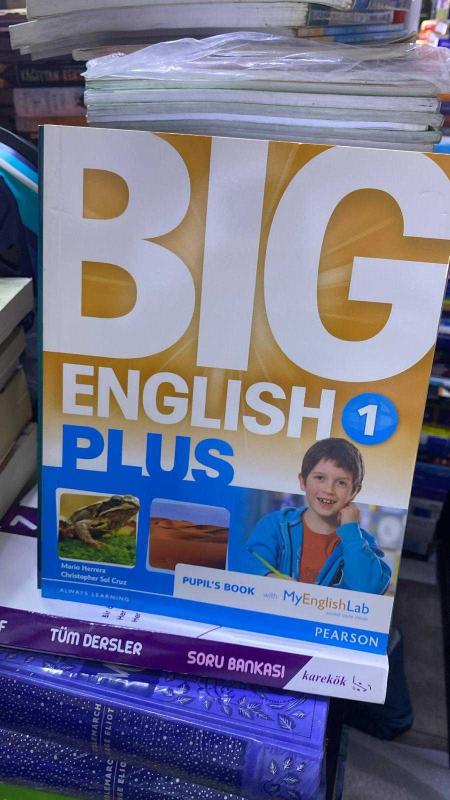 BIG
ENGLISH 1
PLUS
Mario Herrera
Christopher Sol Cruz
ALWAYS LEARNING
PUPIL'S BOOK with MyEnglishLab
PEARSON
TÜM DERSLER
SORU BANKASI
karekök